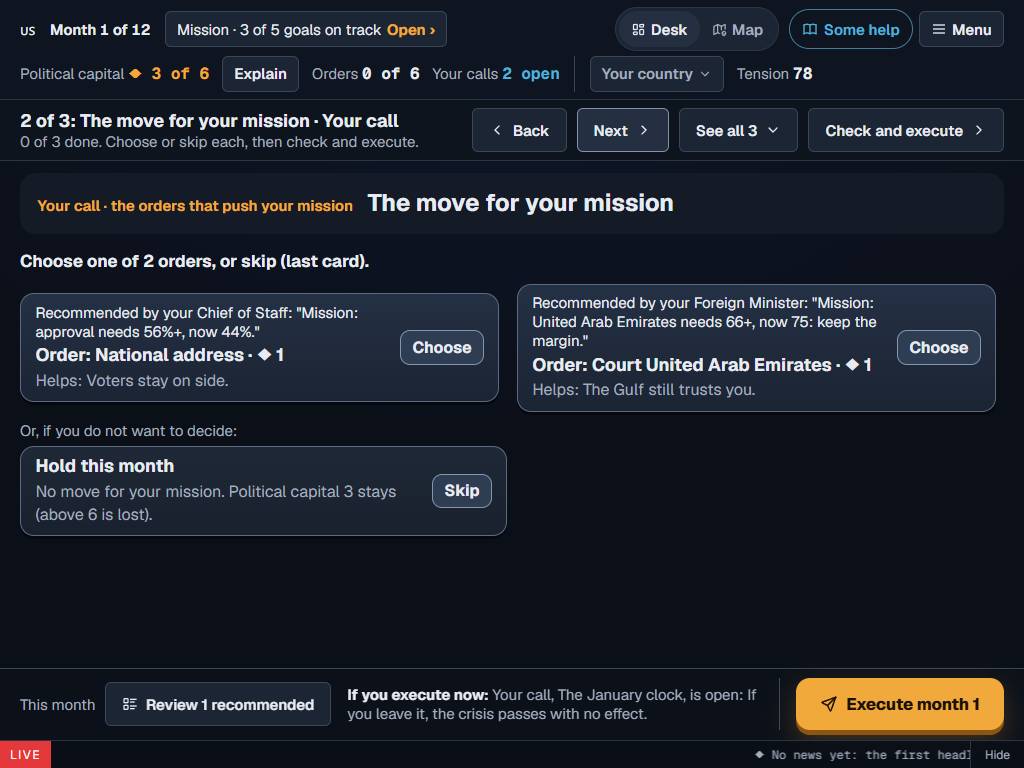 US Month 1 of 12 Mission · 3 of 5 goals on track Open › Desk Map Some help Menu
Political capital ◆ 3 of 6 Explain Orders 0 of 6 Your calls 2 open Your country Tension 78
2 of 3: The move for your mission · Your call
0 of 3 done. Choose or skip each, then check and execute.
Back Next See all 3 Check and execute
Your call · the orders that push your mission The move for your mission
Choose one of 2 orders, or skip (last card).
Recommended by your Chief of Staff: "Mission:
approval needs 56%+, now 44%."
Order: National address · ◆ 1
Helps: Voters stay on side.
Choose
Recommended by your Foreign Minister: "Mission:
United Arab Emirates needs 66+, now 75: keep the
margin."
Order: Court United Arab Emirates · ◆ 1
Helps: The Gulf still trusts you.
Choose
Or, if you do not want to decide:
Hold this month
No move for your mission. Political capital 3 stays
(above 6 is lost).
Skip
This month Review 1 recommended
If you execute now: Your call, The January clock, is open: If
you leave it, the crisis passes with no effect.
Execute month 1
LIVE ◆ No news yet: the first Hide